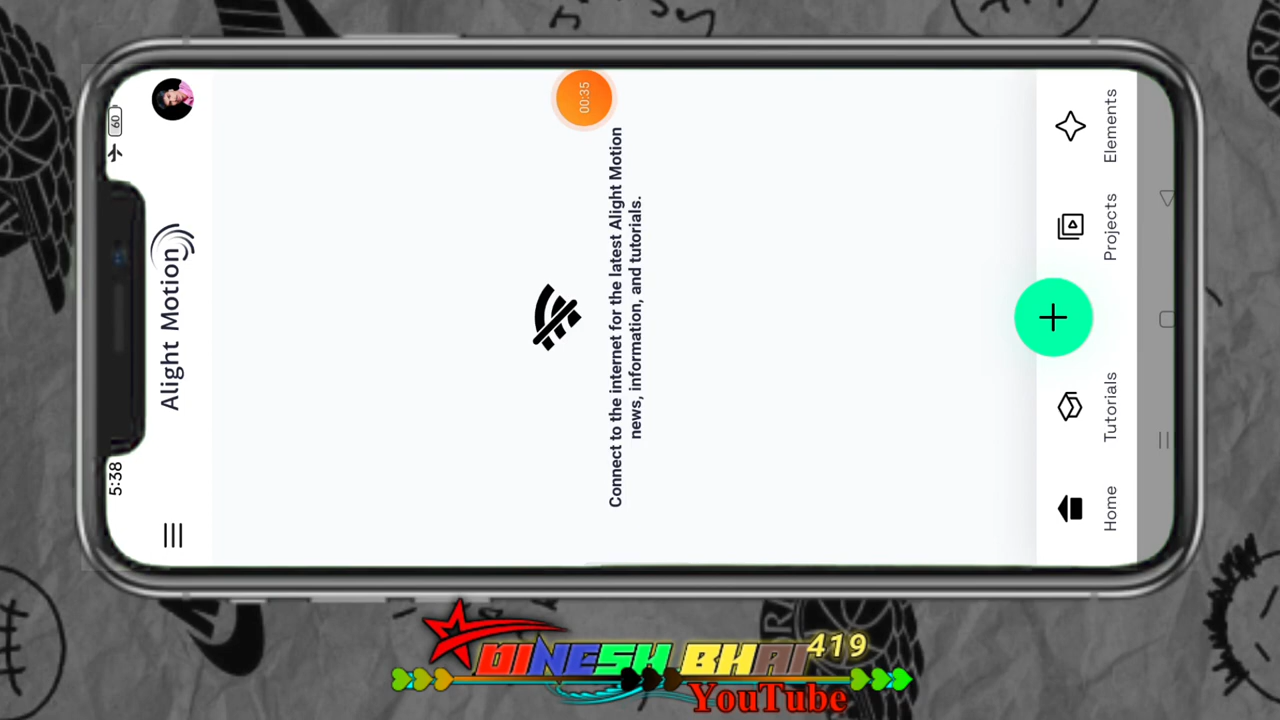 5:38
60
Alight Motion
00:35
Connect to the internet for the latest Alight Motion
news, information, and tutorials.
Home
Tutorials
Projects
Elements
DINESH BHAI 419
YouTube